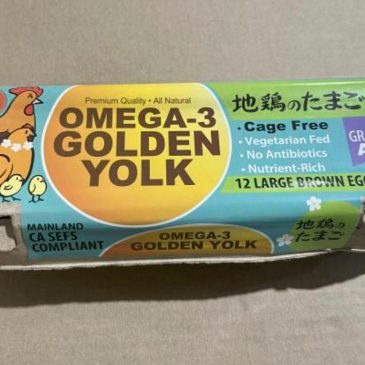 Premium Quality • All Natural
OMEGA-3
GOLDEN
YOLK
地鶏のたまご
• Cage Free
• Vegetarian Fed
• No Antibiotics
• Nutrient-Rich
12 LARGE BROWN EGG
GRA
A
MAINLAND
CA SEFS
COMPLIANT
OMEGA-3
GOLDEN YOLK
地鶏の
たまご